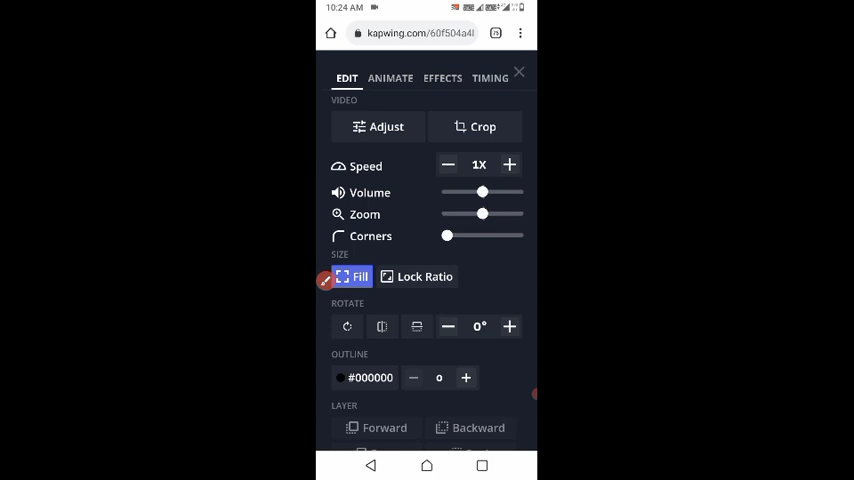 10:24 AM
kapwing.com/60f504a4l
EDIT ANIMATE EFFECTS TIMING
VIDEO
Adjust Crop
Speed 1X
Volume
Zoom
Corners
SIZE
Fill Lock Ratio
ROTATE
0°
OUTLINE
#000000 0
LAYER
Forward Backward